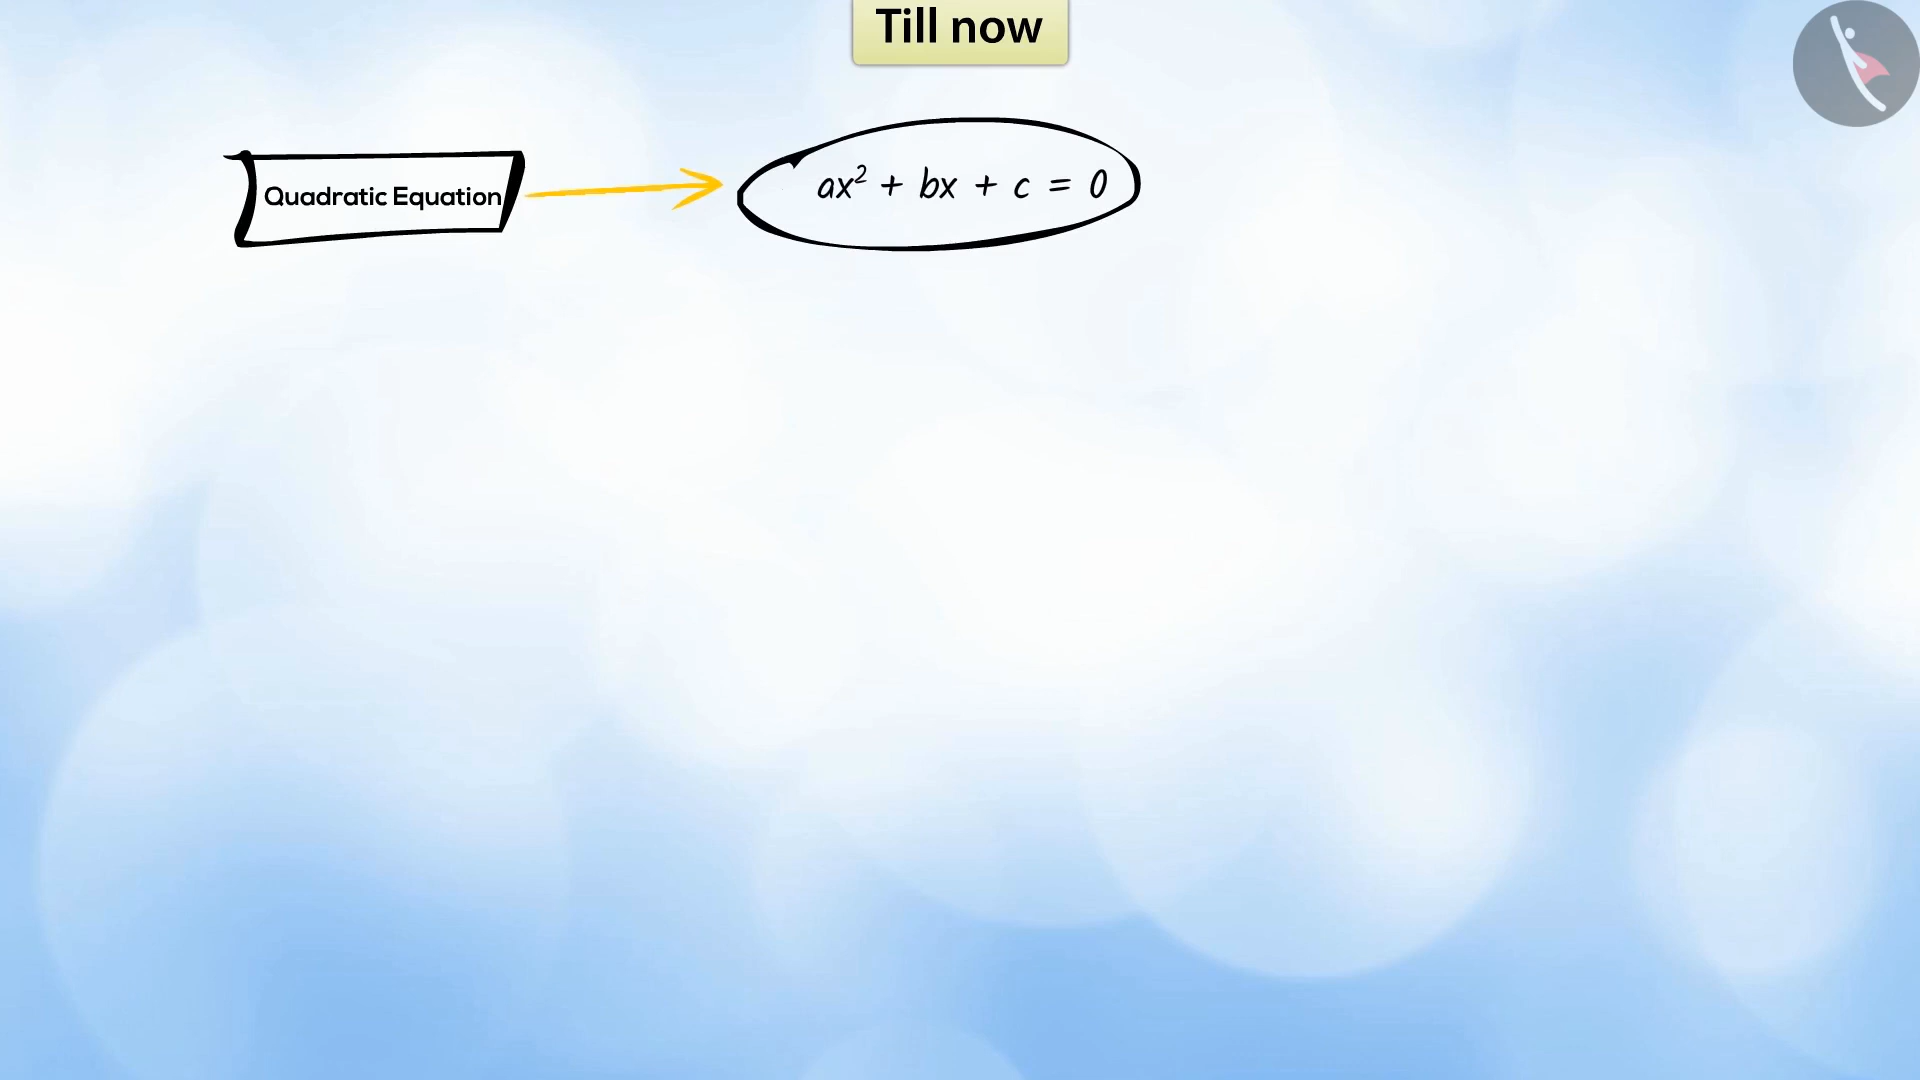 Till now
Quadratic Equation
ax² + bx + c = 0